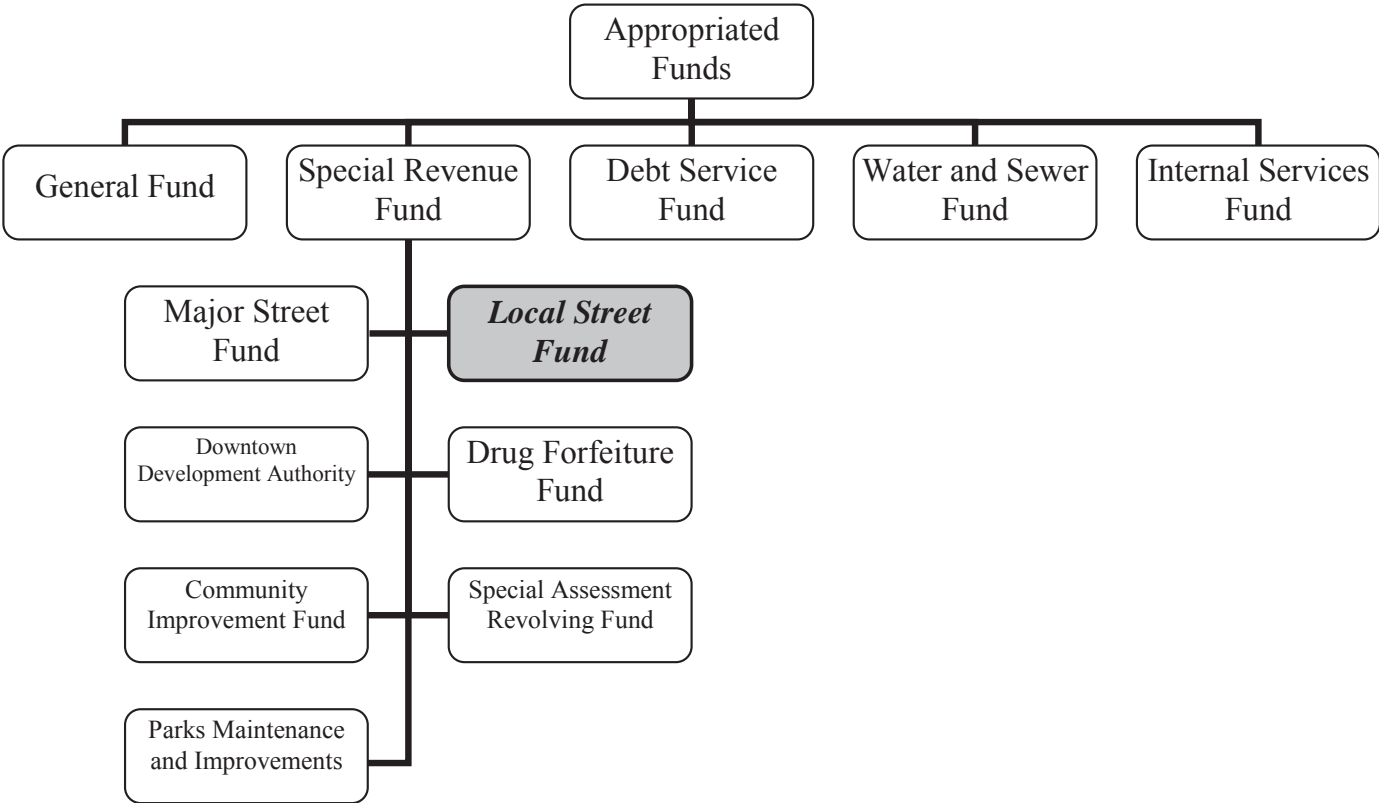 Appropriated
Funds
General Fund
Special Revenue
Fund
Debt Service
Fund
Water and Sewer
Fund
Internal Services
Fund
Major Street
Fund
Local Street
Fund
Downtown
Development Authority
Drug Forfeiture
Fund
Community
Improvement Fund
Special Assessment
Revolving Fund
Parks Maintenance
and Improvements